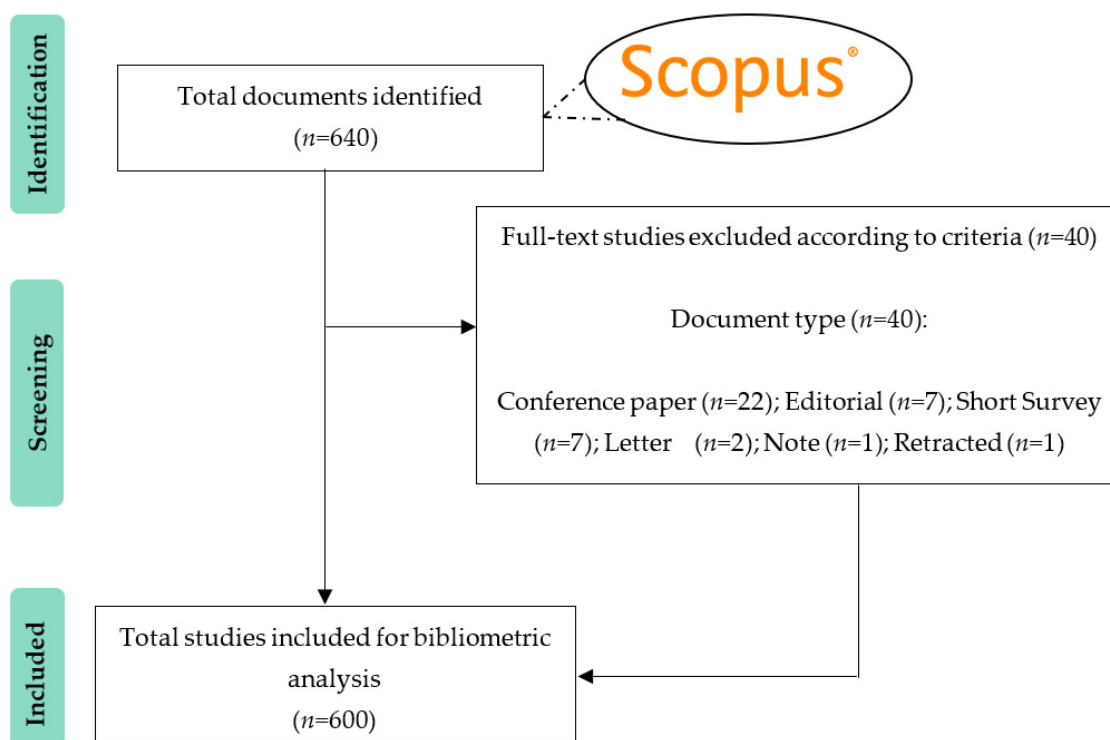 Identification
Total documents identified
(n=640)
Scopus®
Screening
Full-text studies excluded according to criteria (n=40)
Document type (n=40):
Conference paper (n=22); Editorial (n=7); Short Survey
(n=7); Letter (n=2); Note (n=1); Retracted (n=1)
Included
Total studies included for bibliometric
analysis
(n=600)